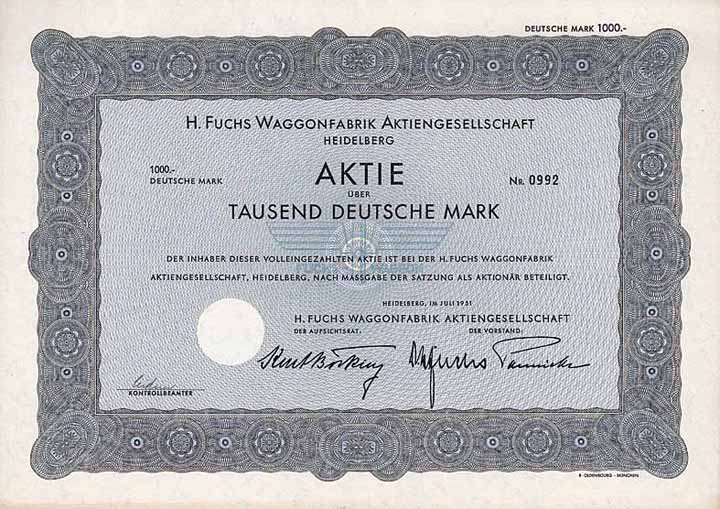 DEUTSCHE MARK 1000.-
H. FUCHS WAGGONFABRIK AKTIENGESELLSCHAFT
HEIDELBERG
1000.-
DEUTSCHE MARK
AKTIE
NR. 0992
ÜBER
TAUSEND DEUTSCHE MARK
DER INHABER DIESER VOLLEINGEZAHLTEN AKTIE IST BEI DER H. FUCHS WAGGONFABRIK
AKTIENGESELLSCHAFT, HEIDELBERG, NACH MASSGABE DER SATZUNG ALS AKTIONÄR BETEILIGT.
HEIDELBERG, IM JULI 1951
H. FUCHS WAGGONFABRIK AKTIENGESELLSCHAFT
DER AUFSICHTSRAT:
DER VORSTAND:
KONTROLLBEAMTER
R. OLDENBOURG - MÜNCHEN